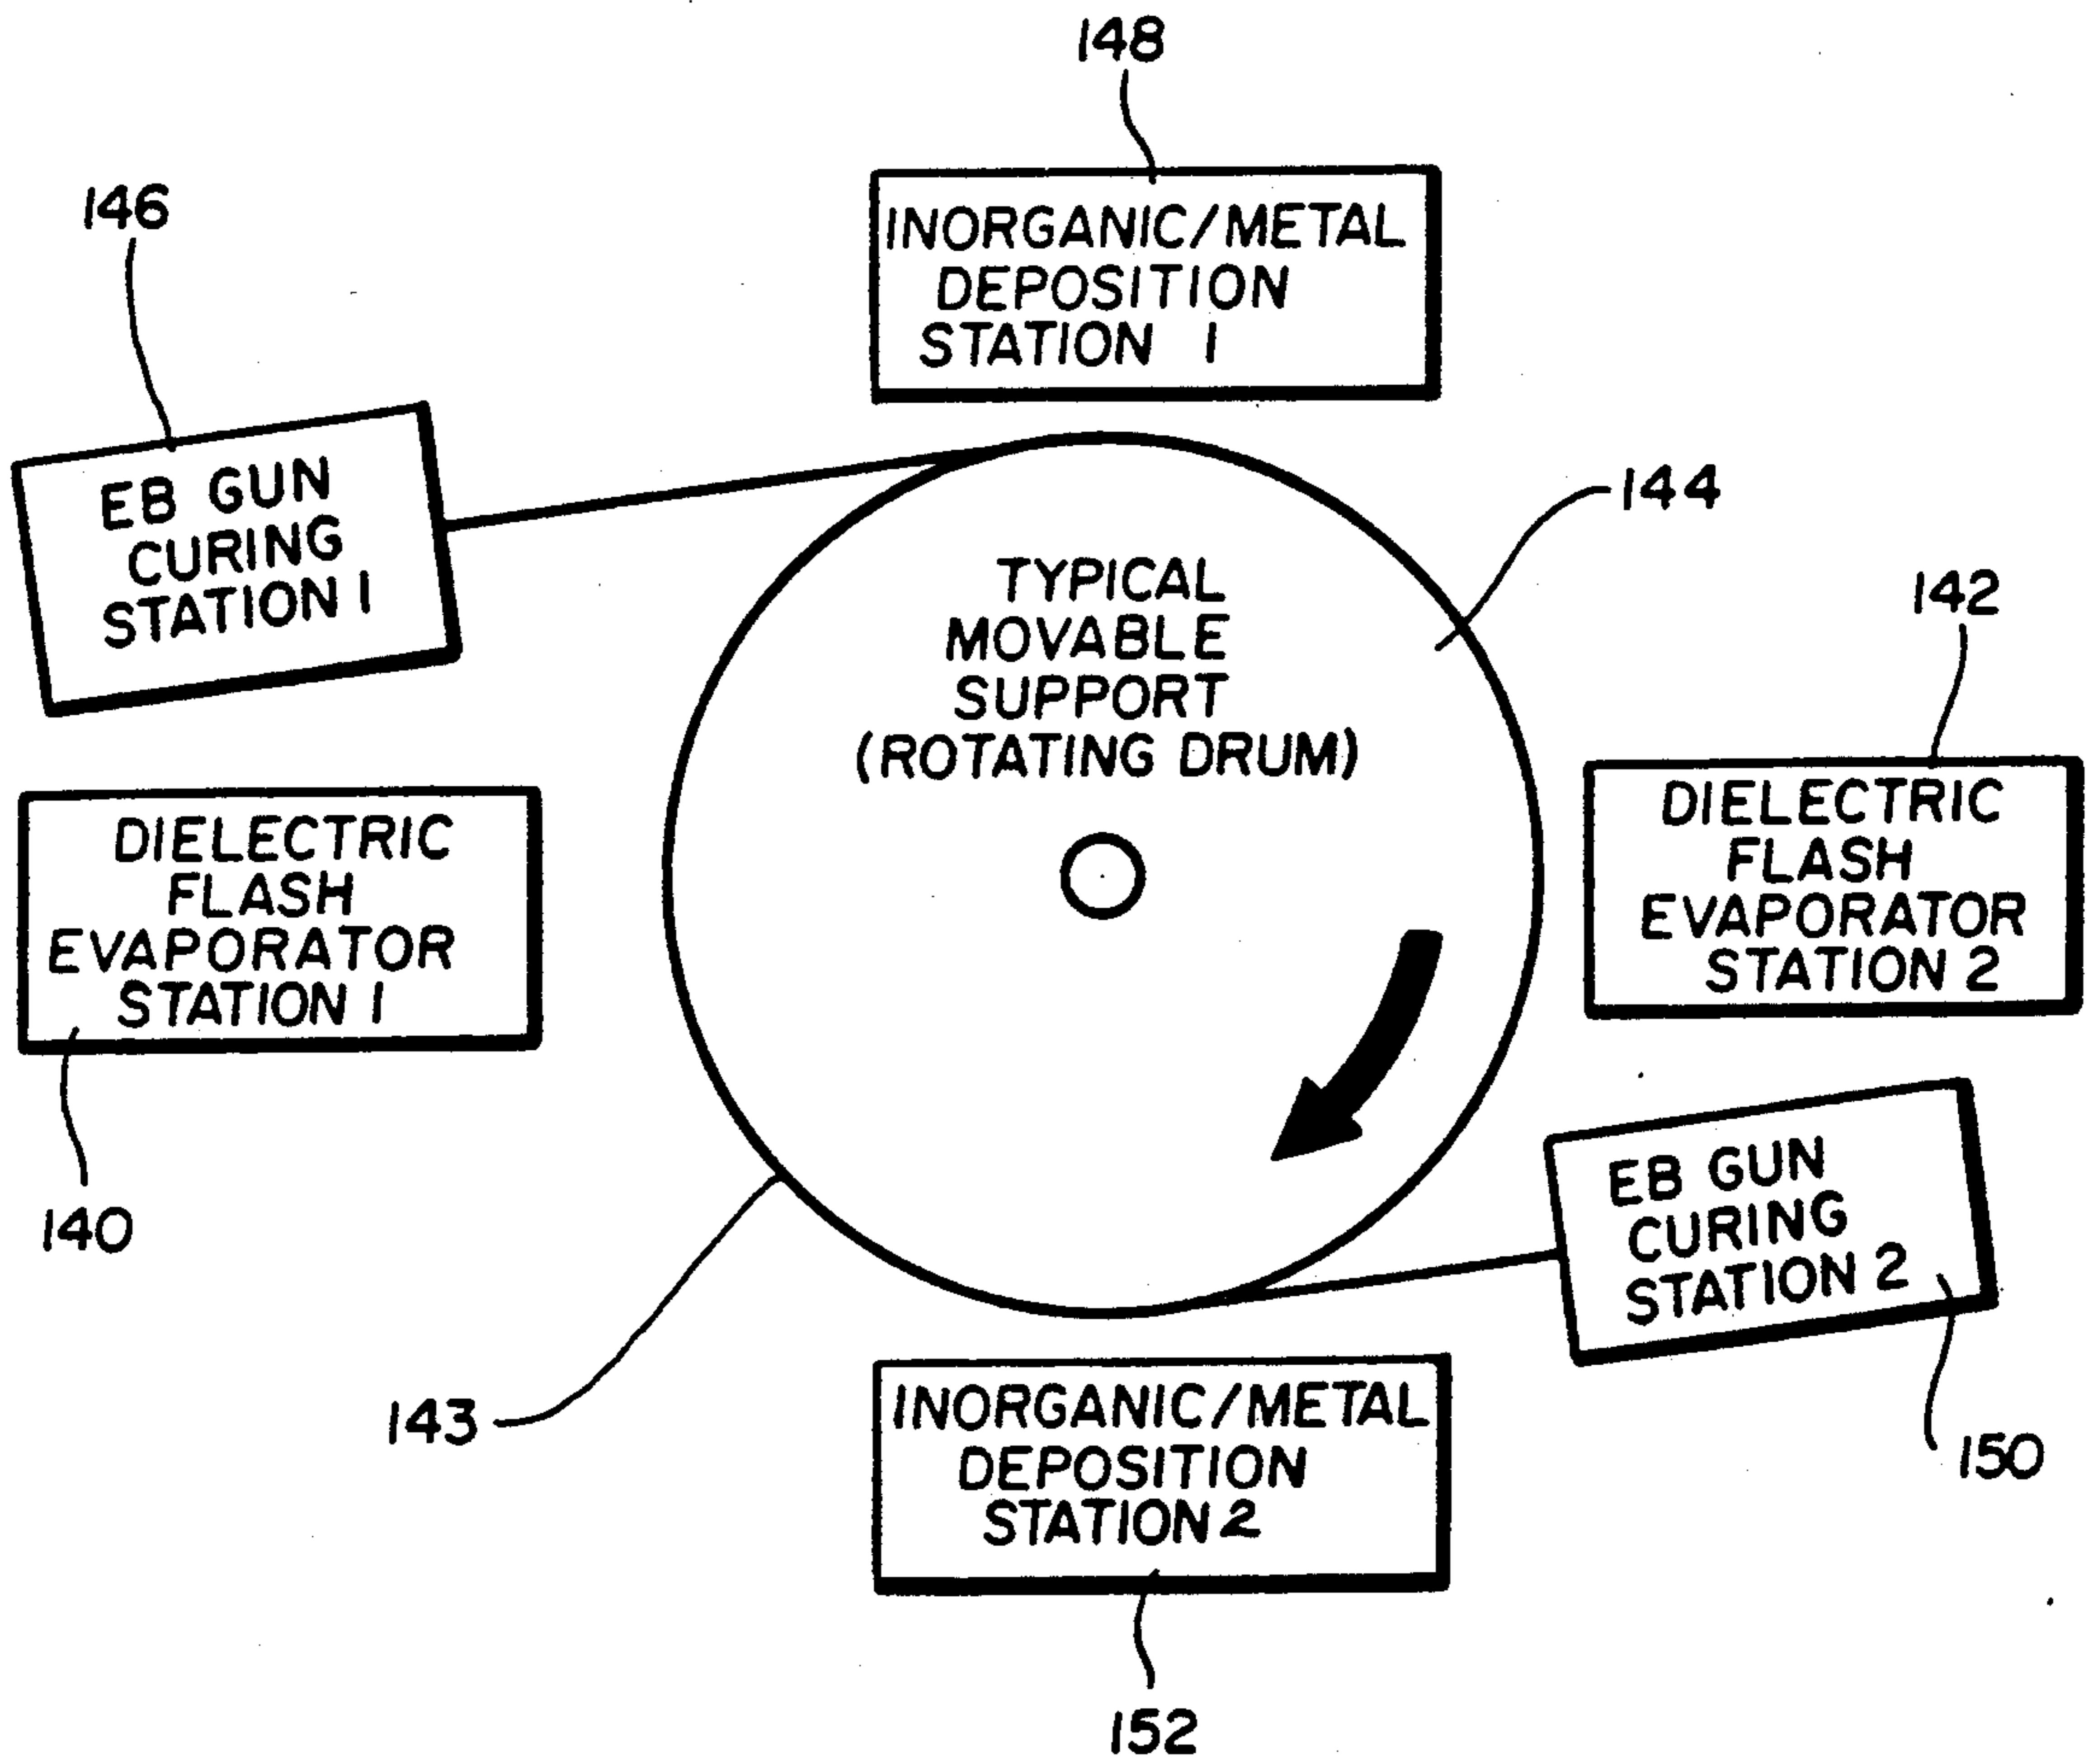 148
146
INORGANIC/METAL
DEPOSITION
STATION 1
EB GUN
CURING
STATION 1
144
TYPICAL
MOVABLE
SUPPORT
(ROTATING DRUM)
142
DIELECTRIC
FLASH
EVAPORATOR
STATION 1
DIELECTRIC
FLASH
EVAPORATOR
STATION 2
140
EB GUN
CURING
STATION 2
143
INORGANIC/METAL
DEPOSITION
STATION 2
150
152